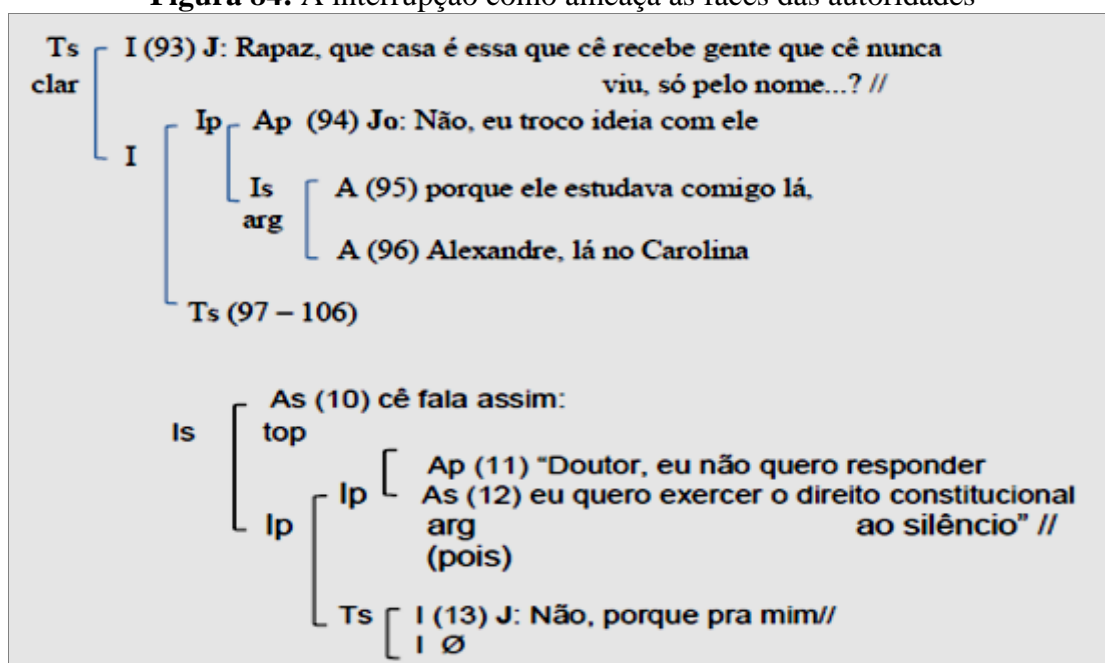 Figura 84: A interrupção como ameaça às faces das autoridades
Ts I (93) J: Rapaz, que casa é essa que cê recebe gente que cê nunca
clar viu, só pelo nome...? //
Ip Ap (94) Jo: Não, eu troco ideia com ele
I
Is A (95) porque ele estudava comigo lá,
arg
A (96) Alexandre, lá no Carolina
Ts (97 – 106)
As (10) cê fala assim:
Is top
Ap (11) “Doutor, eu não quero responder
Ip As (12) eu quero exercer o direito constitucional
Ip arg ao silêncio” //
(pois)
Ts I (13) J: Não, porque pra mim//
I Ø